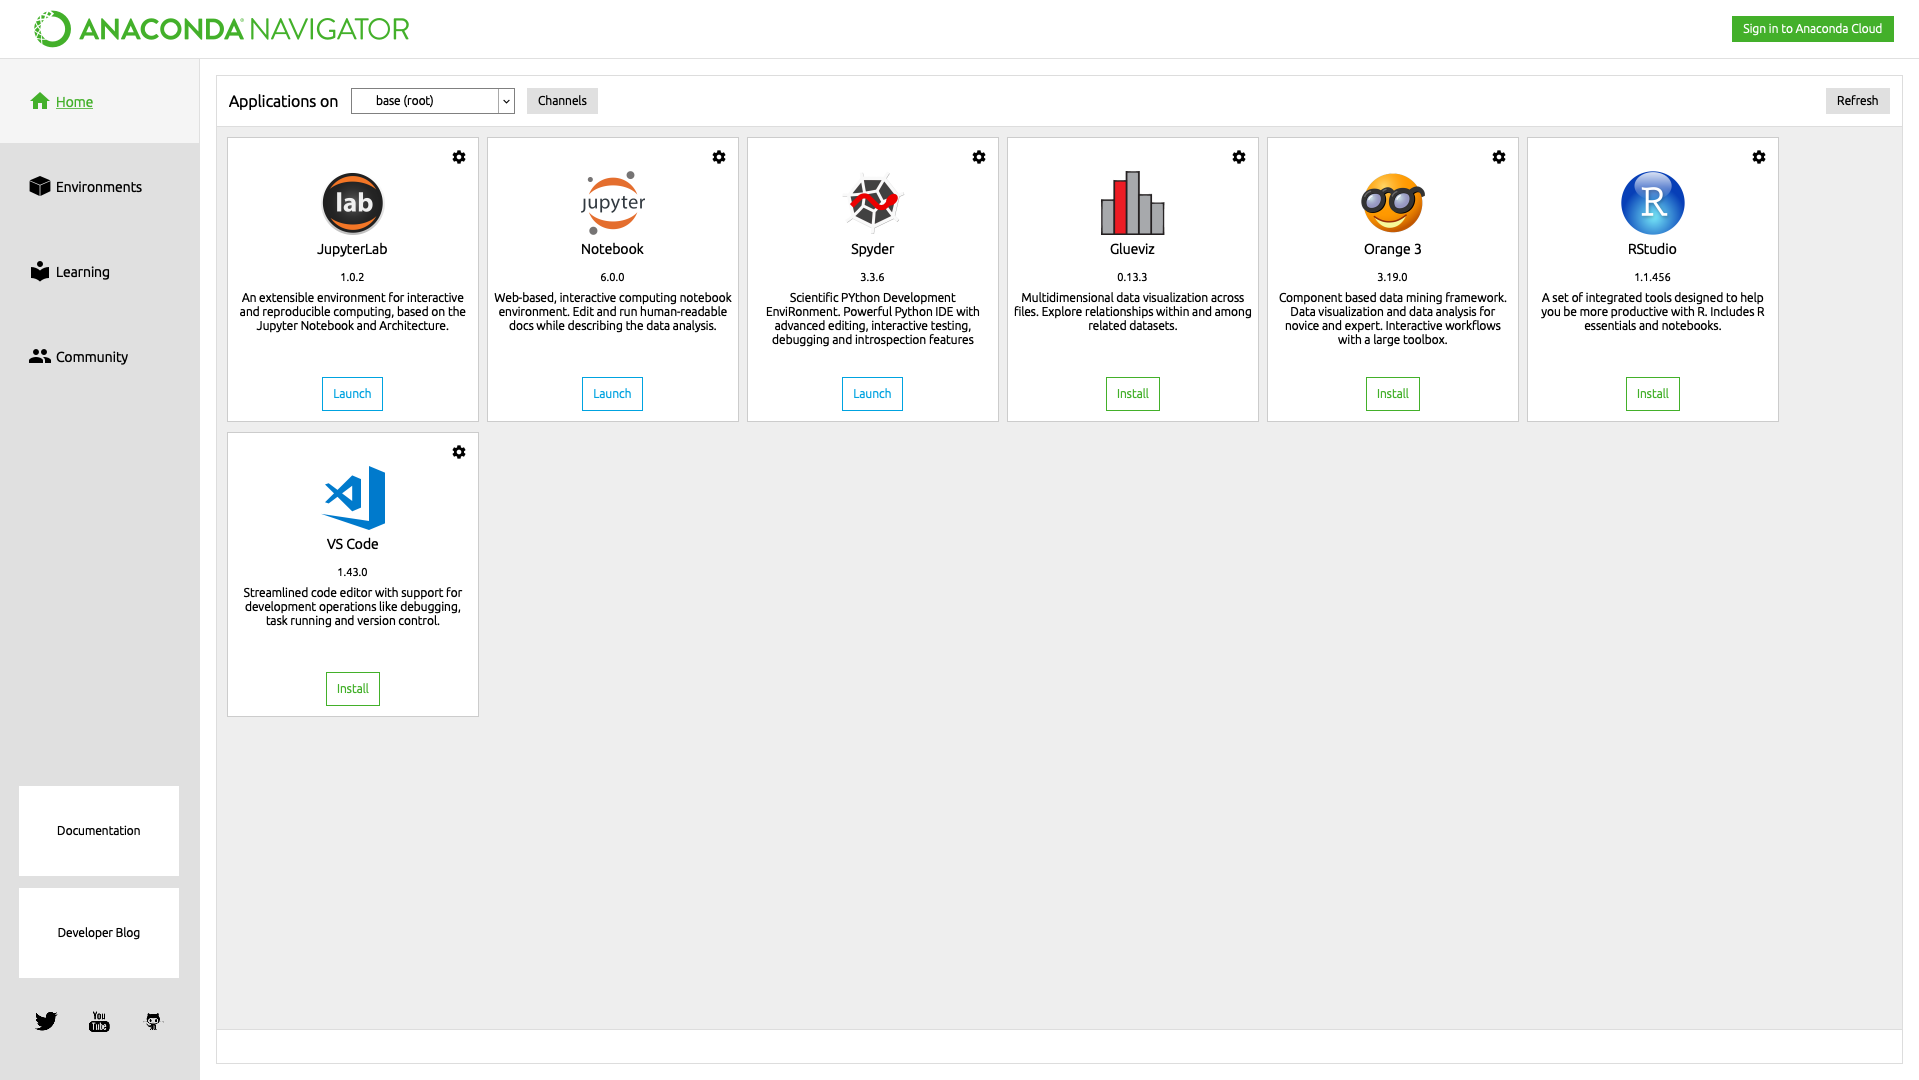 ANACONDA NAVIGATOR
Sign in to Anaconda Cloud
Home
Environments
Learning
Community
Documentation
Developer Blog
You
Tube
Applications on
base (root)
Channels
Refresh
lab
JupyterLab
1.0.2
An extensible environment for interactive
and reproducible computing, based on the
Jupyter Notebook and Architecture.
Launch
jupyter
Notebook
6.0.0
Web-based, interactive computing notebook
environment. Edit and run human-readable
docs while describing the data analysis.
Launch
Spyder
3.3.6
Scientific PYthon Development
EnviRonment. Powerful Python IDE with
advanced editing, interactive testing,
debugging and introspection features
Launch
Glueviz
0.13.3
Multidimensional data visualization across
files. Explore relationships within and among
related datasets.
Install
Orange 3
3.19.0
Component based data mining framework.
Data visualization and data analysis for
novice and expert. Interactive workflows
with a large toolbox.
Install
R
RStudio
1.1.456
A set of integrated tools designed to help
you be more productive with R. Includes R
essentials and notebooks.
Install
VS Code
1.43.0
Streamlined code editor with support for
development operations like debugging,
task running and version control.
Install